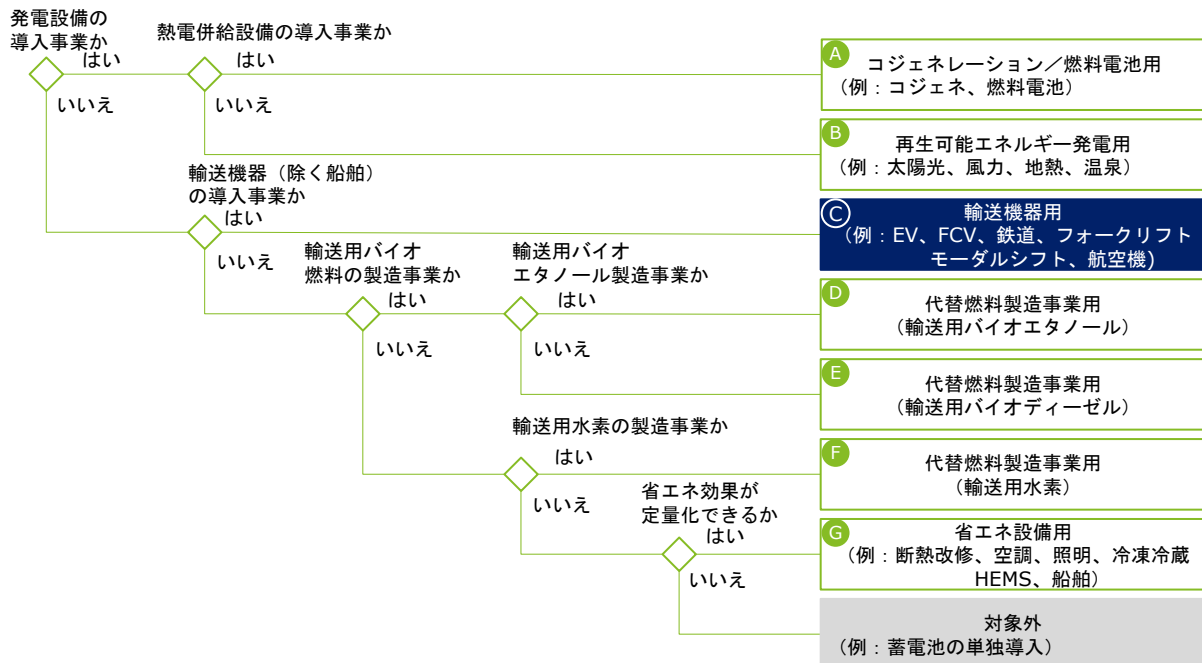 発電設備の
導入事業か
熱電併給設備の導入事業か
はい
はい
いいえ
いいえ
A
コジェネレーション／燃料電池用
（例：コジェネ、燃料電池）
B
再生可能エネルギー発電用
（例：太陽光、風力、地熱、温泉）
輸送機器（除く船舶）
の導入事業か
はい
いいえ
C
輸送機器用
（例：EV、FCV、鉄道、フォークリフト
モーダルシフト、航空機)
輸送用バイオ
燃料の製造事業か
はい
いいえ
輸送用バイオ
エタノール製造事業か
はい
いいえ
D
代替燃料製造事業用
（輸送用バイオエタノール）
E
代替燃料製造事業用
（輸送用バイオディーゼル）
輸送用水素の製造事業か
はい
いいえ
F
代替燃料製造事業用
（輸送用水素）
省エネ効果が
定量化できるか
はい
いいえ
G
省エネ設備用
（例：断熱改修、空調、照明、冷凍冷蔵
HEMS、船舶）
対象外
（例：蓄電池の単独導入）